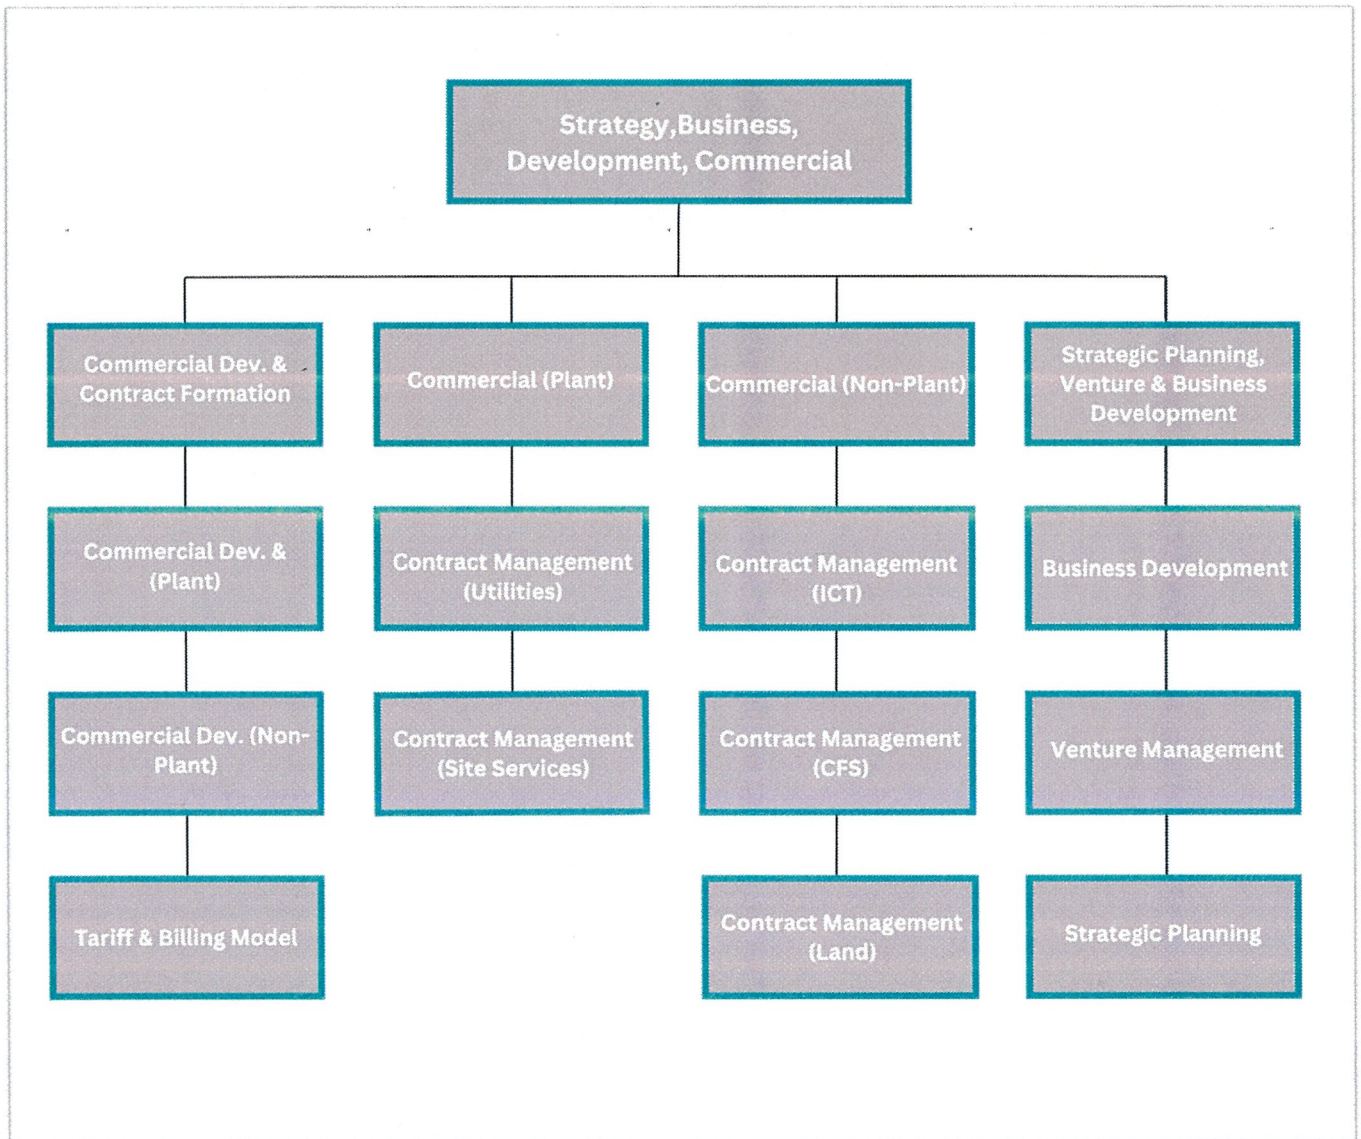 Strategy,Business,
Development, Commercial
Commercial Dev. &
Contract Formation
Commercial (Plant)
Commercial (Non-Plant)
Strategic Planning,
Venture & Business
Development
Commercial Dev. &
(Plant)
Contract Management
(Utilities)
Contract Management
(ICT)
Business Development
Commercial Dev. (Non-
Plant)
Contract Management
(Site Services)
Contract Management
(CFS)
Venture Management
Tariff & Billing Model
Contract Management
(Land)
Strategic Planning